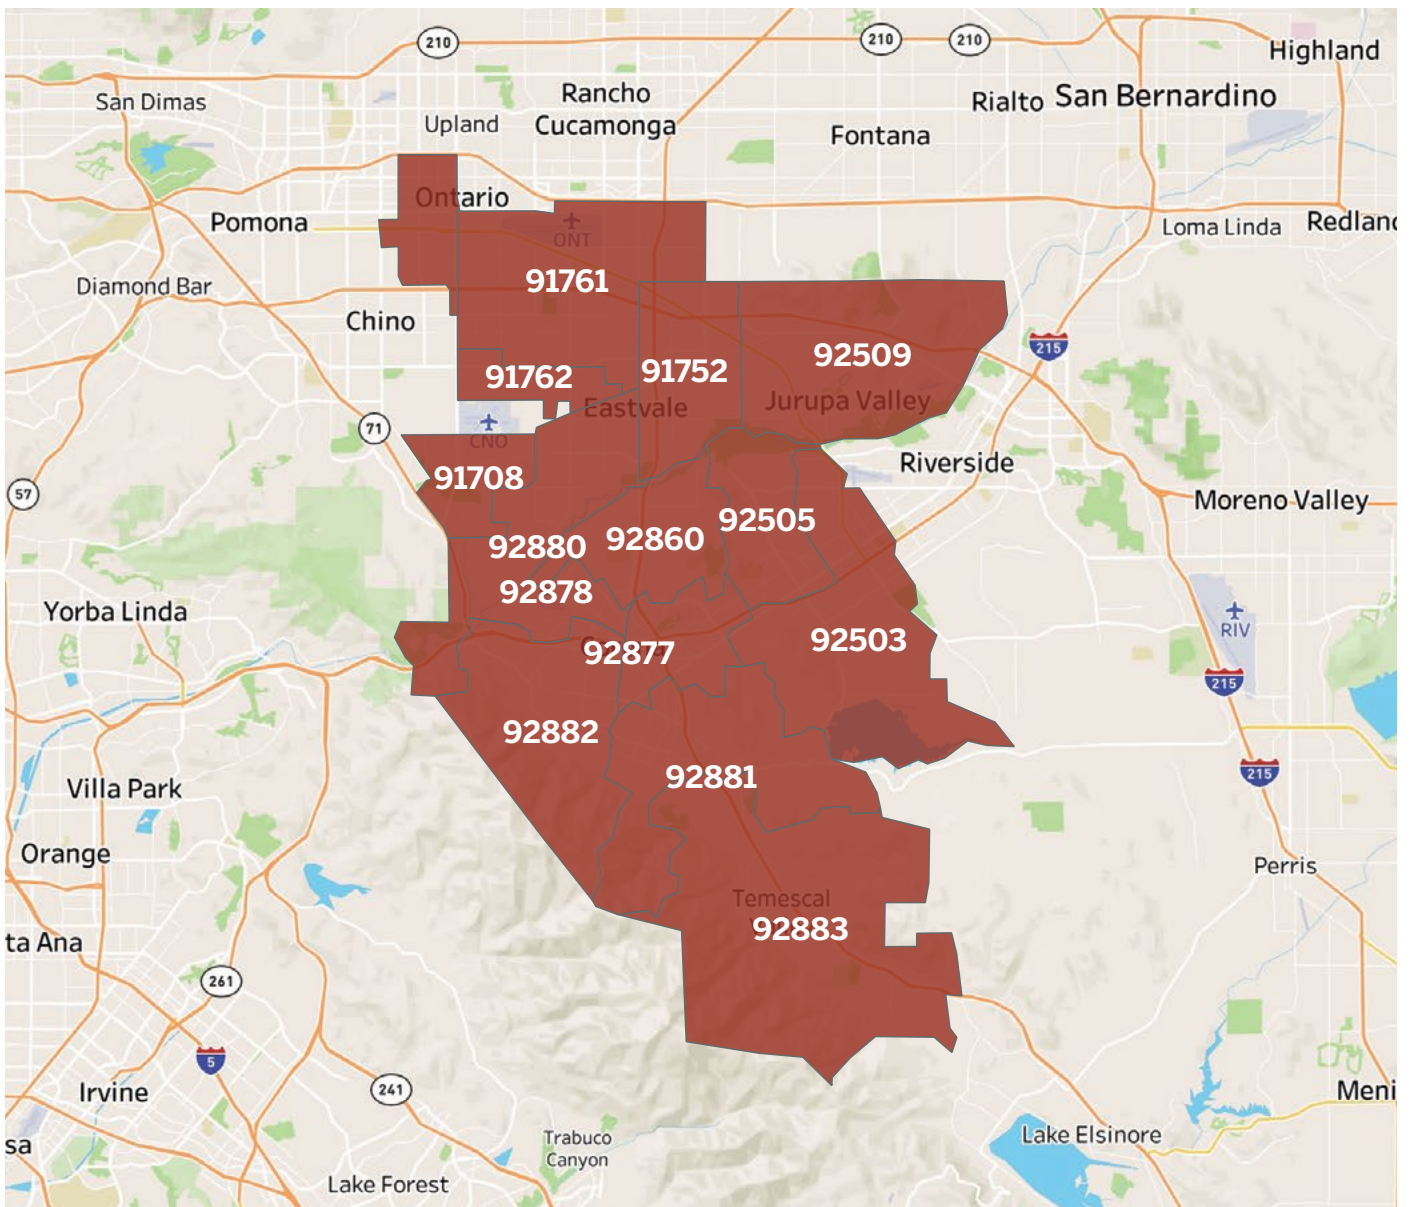 210
210
210
Highland
San Dimas
Rancho
Cucamonga
Rialto
San Bernardino
Upland
Fontana
Ontario
Pomona
ONT
Loma Linda
Redland
91761
Diamond Bar
Chino
215
92509
91752
91762
Jurupa Valley
Eastvale
71
CNO
Riverside
91708
57
Moreno Valley
92505
92860
92880
92878
Yorba Linda
RIV
92503
92877
215
92882
215
92881
Villa Park
Orange
Perris
Temescal
92883
ta Ana
261
5
Irvine
241
Meni
Lake Elsinore
Trabuco
Canyon
sa
Lake Forest